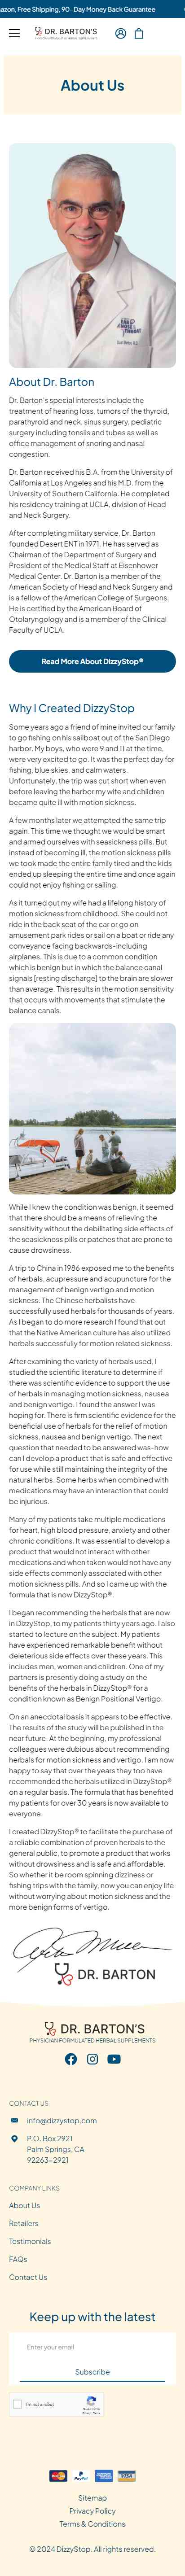 azon, Free Shipping, 90-Day Money Back Guarantee
DR. BARTON'S
About Us
About Dr. Barton
Dr. Barton's special interests include the
treatment of hearing loss, tumors of the thyroid,
parathyroid and neck, sinus surgery, pediatric
surgery including tonsils and tubes as well as
office management of snoring and nasal
congestion.
Dr. Barton received his B.A. from the University of
California at Los Angeles and his M.D. from the
University of Southern California. He completed
his residency training at UCLA. division of Head
and Neck Surgery.
After completing military service, Dr. Barton
founded Desert ENT in 1971. He has served as
Chairman of the Department of Surgery and
President of the Medical Staff at Eisenhower
Medical Center. Dr. Barton is a member of the
American Society of Head and Neck Surgery and
is a fellow of the American College of Surgeons.
He is certified by the American Board of
Otolaryngology and is a member of the Clinical
Faculty of UCLA.
Read More About DizzyStop®
Why I Created DizzyStop
Some years ago a friend of mine invited our family
to go fishing on his sailboat out of the San Diego
harbor. My boys, who were 9 and 11 at the time,
were very excited to go. It was the perfect day for
fishing, blue skies, and calm waters.
Unfortunately, the trip was cut short when even
before leaving the harbor my wife and children
became quite ill with motion sickness.
A few months later we attempted the same trip
again. This time we thought we would be smart
and armed ourselves with seasickness pills. But
instead of becoming ill, the motion sickness pills
we took made the entire family tired and the kids
ended up sleeping the entire time and once again
could not enjoy fishing or sailing.
As it turned out my wife had a lifelong history of
motion sickness from childhood. She could not
ride in the back seat of the car or go on
amusement park rides or sail on a boat or take any
conveyance facing backwards-including
airplanes. This is due to a common condition
which is benign but in which the balance canal
signals [neutral discharge] to the brain are slower
than average. This results in the motion sensitivity
that occurs with movements that stimulate the
balance canals.
While I knew the condition was benign. It seemed
that there should be a means of relieving the
sensitivity without the debilitating side effects of
the seasickness pills or patches that are prone to
cause drowsiness.
A trip to China in 1986 exposed me to the benefits
of herbals, acupressure and acupuncture for the
management of benign vertigo and motion
sickness. The Chinese herbalists have
successfully used herbals for thousands of years.
As I began to do more research I found that out
that the Native American culture has also utilized
herbals successfully for motion related sickness.
After examining the variety of herbals used, I
studied the scientific literature to determine if
there was scientific evidence to support the use
of herbals in managing motion sickness, nausea
and benign vertigo. I found the answer I was
hoping for. There is firm scientific evidence for the
beneficial use of herbals for the relief of motion
sickness, nausea and benign vertigo. The next
question that needed to be answered was-how
can I develop a product that is safe and effective
for use while still maintaining the integrity of the
natural herbs. Some herbs when combined with
medications may have an interaction that could
be injurious.
Many of my patients must take multiple medications
for heart, high blood pressure, anxiety and other
chronic conditions. It was essential to develop a
product that would not interact with other
medications and when taken would not have any
side effects commonly associated with other
motion sickness pills. And so I came up with the
formula that is now DizzyStop®.
I began recommending the herbals that are now
in DizzyStop, to my patients thirty years ago. I also
started to lecture on the subject. My patients
have experienced remarkable benefit without
deleterious side effects over these years. This
includes men, women and children. One of my
patients is presently doing a study on the
benefits of the herbals in DizzyStop® for a
condition known as Benign Positional Vertigo.
On an anecdotal basis it appears to be effective.
The results of the study will be published in the
near future. At the beginning, my professional
colleagues were dubious about recommending
herbals for motion sickness and vertigo. I am now
happy to say that over the years they too have
recommended the herbals utilized in DizzyStop®
on a regular basis. The formula that has benefited
my patients for over 30 years is now available to
everyone.
I created DizzyStop® to facilitate the purchase of
a reliable combination of proven herbals to the
general public, to promote a product that works
without drowsiness and is safe and affordable.
So whether it be room spinning dizziness or
fishing trips with the family, now you can enjoy life
without worrying about motion sickness and the
more benign forms of vertigo.
DR. BARTON
DR. BARTON'S
PHYSICIAN FORMULATED HERBAL SUPPLEMENTS
CONTACT US
info@dizzystop.com
P.O. Box 2921
Palm Springs, CA
92263-2921
COMPANY LINKS
About Us
Retailers
Testimonials
FAQs
Contact Us
Keep up with the latest
Enter your email
Subscribe
I'm not a robot
reCAPTCHA
Privacy - Terms
MasterCard
PayPal
VISA
Sitemap
Privacy Policy
Terms & Conditions
© 2024 DizzyStop. All rights reserved.